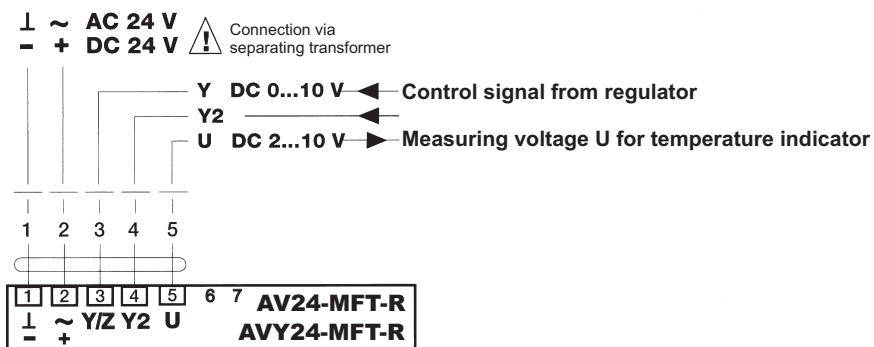 ⊥ ~ AC 24 V
− + DC 24 V
Connection via
separating transformer
Y DC 0...10 V Control signal from regulator
Y2
U DC 2...10 V Measuring voltage U for temperature indicator
1 2 3 4 5
1 2 3 4 5 6 7 AV24-MFT-R
⊥ ~ Y/Z Y2 U AVY24-MFT-R
− +